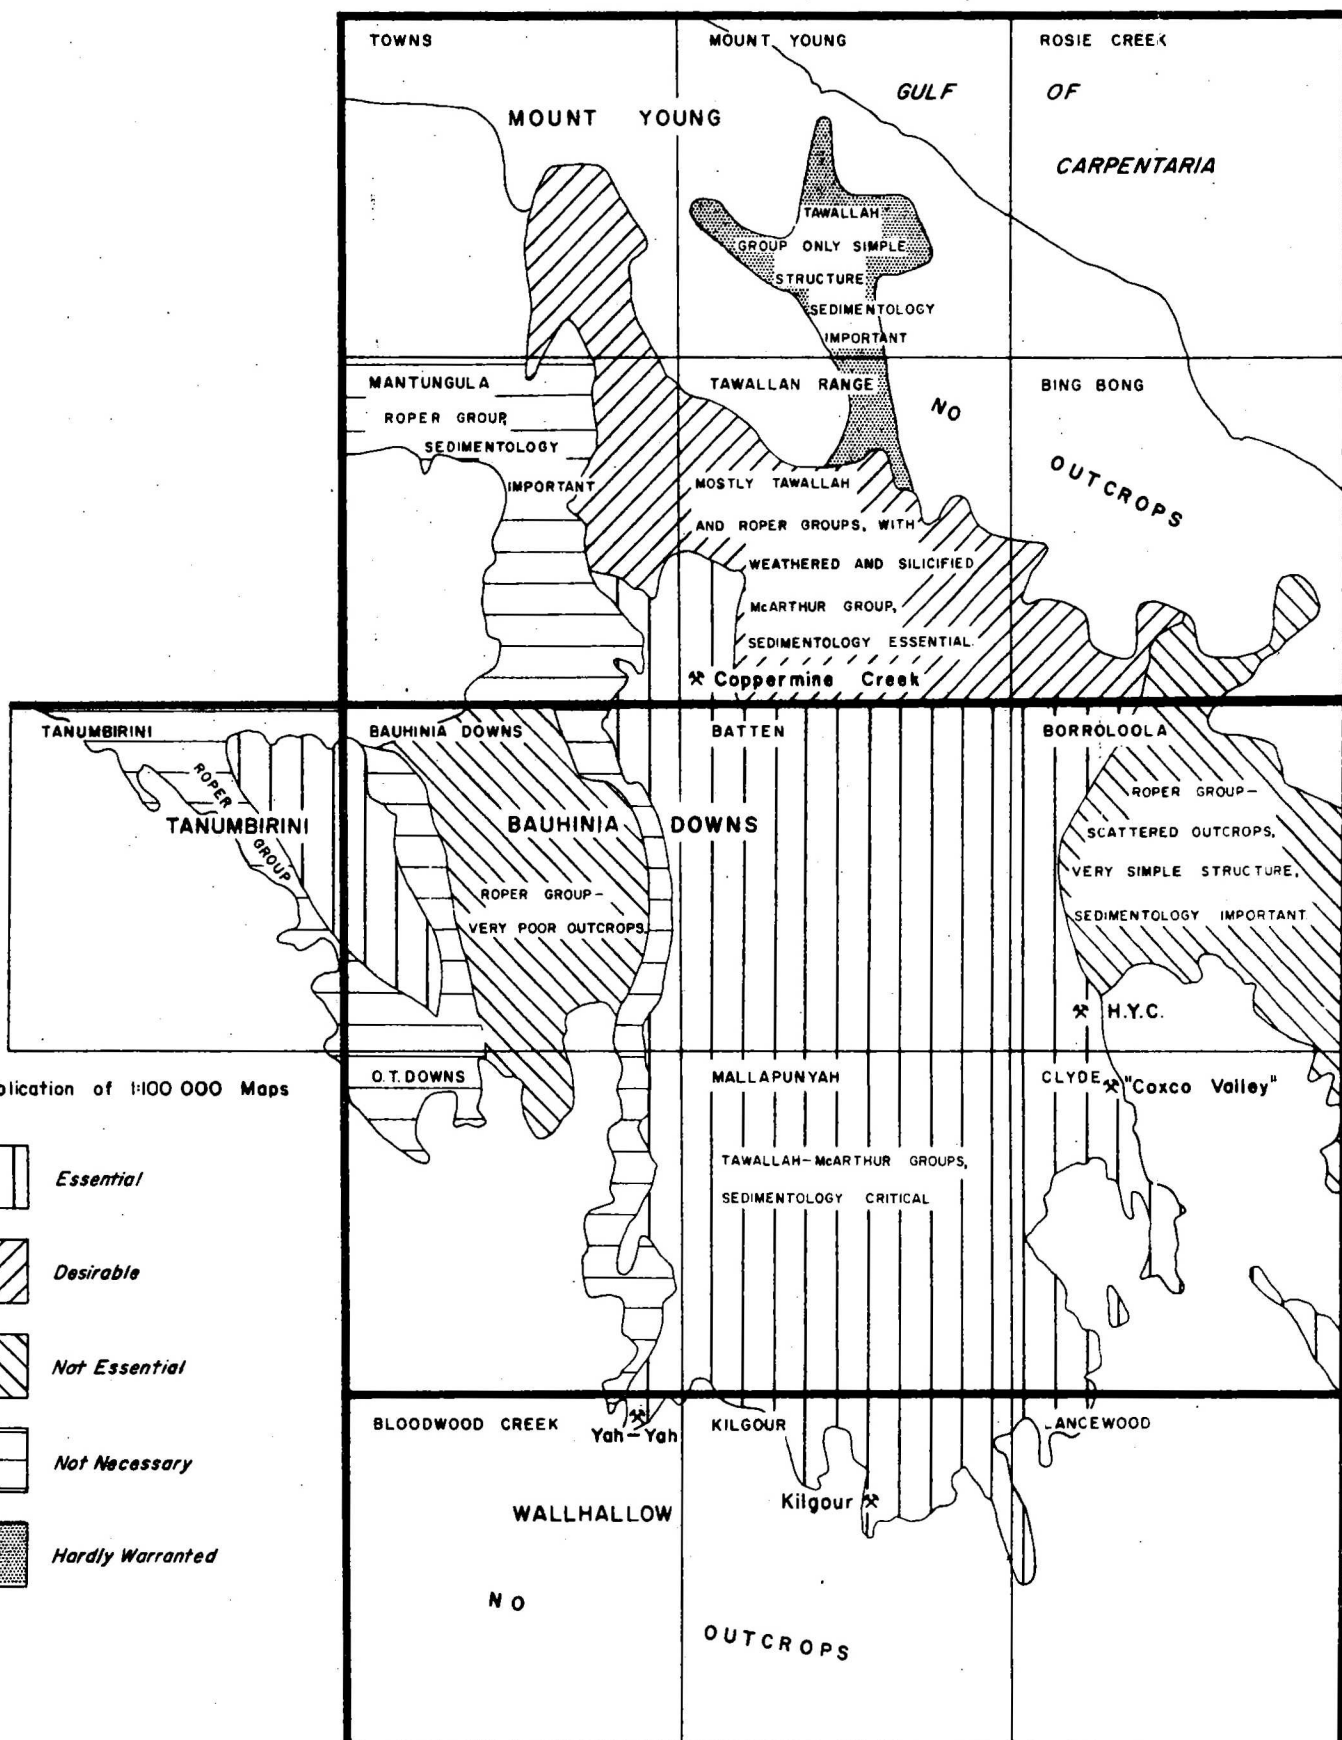 TOWNS
MOUNT YOUNG
ROSIE CREEK
GULF OF
CARPENTARIA
MOUNT YOUNG
TAWALLAH
GROUP ONLY SIMPLE
STRUCTURE
SEDIMENTOLOGY
IMPORTANT
MANTUNGULA
ROPER GROUP,
SEDIMENTOLOGY
IMPORTANT
TAWALLAN RANGE
NO
OUTCROPS
BING BONG
MOSTLY TAWALLAH
AND ROPER GROUPS, WITH
WEATHERED AND SILICIFIED
McARTHUR GROUP,
SEDIMENTOLOGY ESSENTIAL
Coppermine Creek
TANUMBIRINI
BAUHINIA DOWNS
BATTEN
BORROLOOLA
ROPER
GROUP
TANUMBIRINI
BAUHINIA DOWNS
ROPER GROUP-
VERY POOR OUTCROPS
ROPER GROUP-
SCATTERED OUTCROPS,
VERY SIMPLE STRUCTURE,
SEDIMENTOLOGY IMPORTANT
H.Y.C.
O.T. DOWNS
MALLAPUNYAH
CLYDE
"Coxco Valley"
TAWALLAH-McARTHUR GROUPS,
SEDIMENTOLOGY CRITICAL
BLOODWOOD CREEK
Yah-Yah
KILGOUR
LANCEWOOD
Kilgour
WALLHALLOW
NO
OUTCROPS
blication of 1:100 000 Maps
Essential
Desirable
Not Essential
Not Necessary
Hardly Warranted